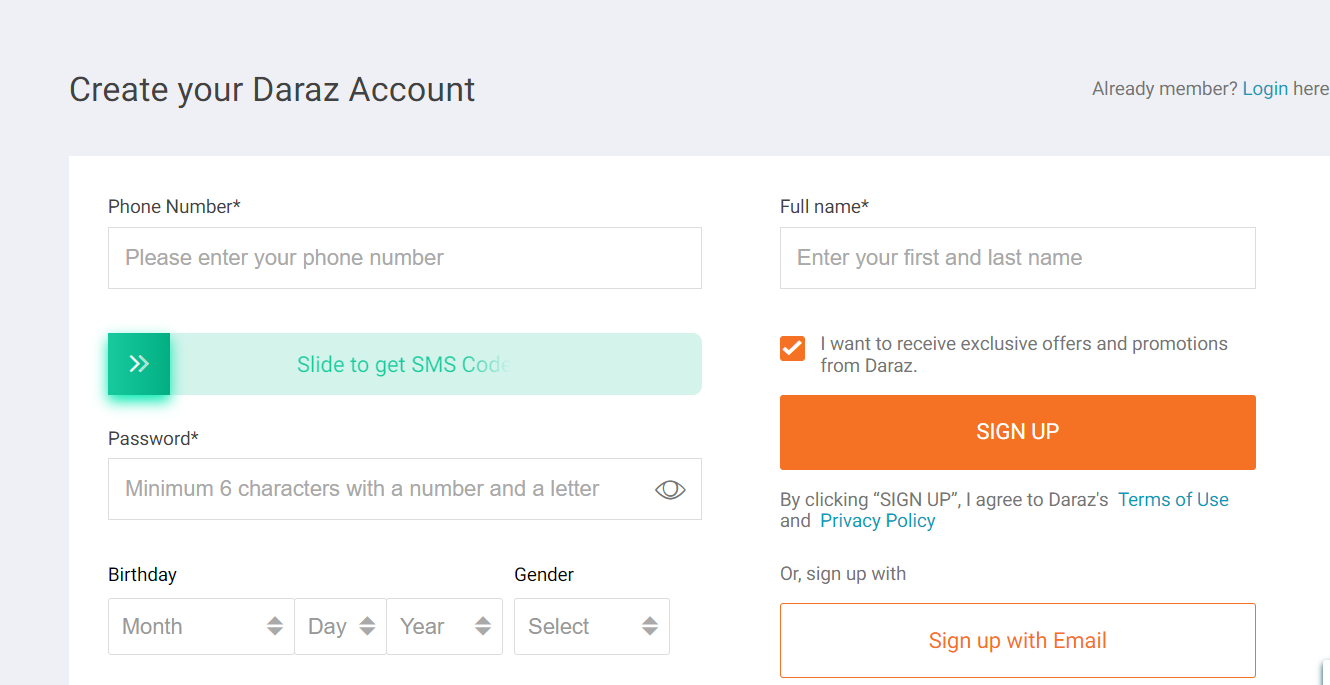 Create your Daraz Account
Already member? Login here
Phone Number*
Please enter your phone number
Slide to get SMS Code
Password*
Minimum 6 characters with a number and a letter
Birthday
Gender
Month
Day
Year
Select
Full name*
Enter your first and last name
I want to receive exclusive offers and promotions
from Daraz.
SIGN UP
By clicking “SIGN UP”, I agree to Daraz's Terms of Use
and Privacy Policy
Or, sign up with
Sign up with Email